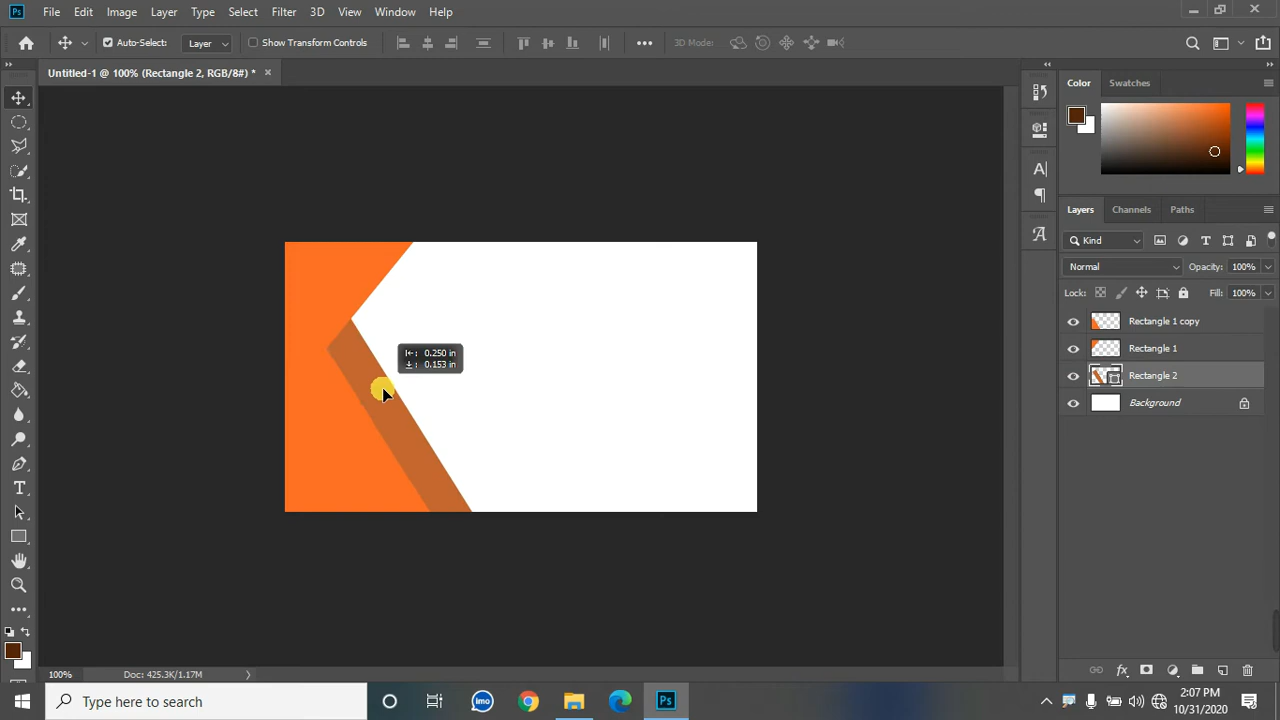 Ps File Edit Image Layer Type Select Filter 3D View Window Help
Auto-Select: Layer Show Transform Controls 3D Mode:
Untitled-1 @ 100% (Rectangle 2, RGB/8#) * ×
Color Swatches
Layers Channels Paths
Kind
Normal Opacity: 100%
Lock: Fill: 100%
Rectangle 1 copy
Rectangle 1
Rectangle 2
Background
0.250 in
0.153 in
100% Doc: 425.3K/1.17M
Type here to search imo Ps 2:07 PM
10/31/2020